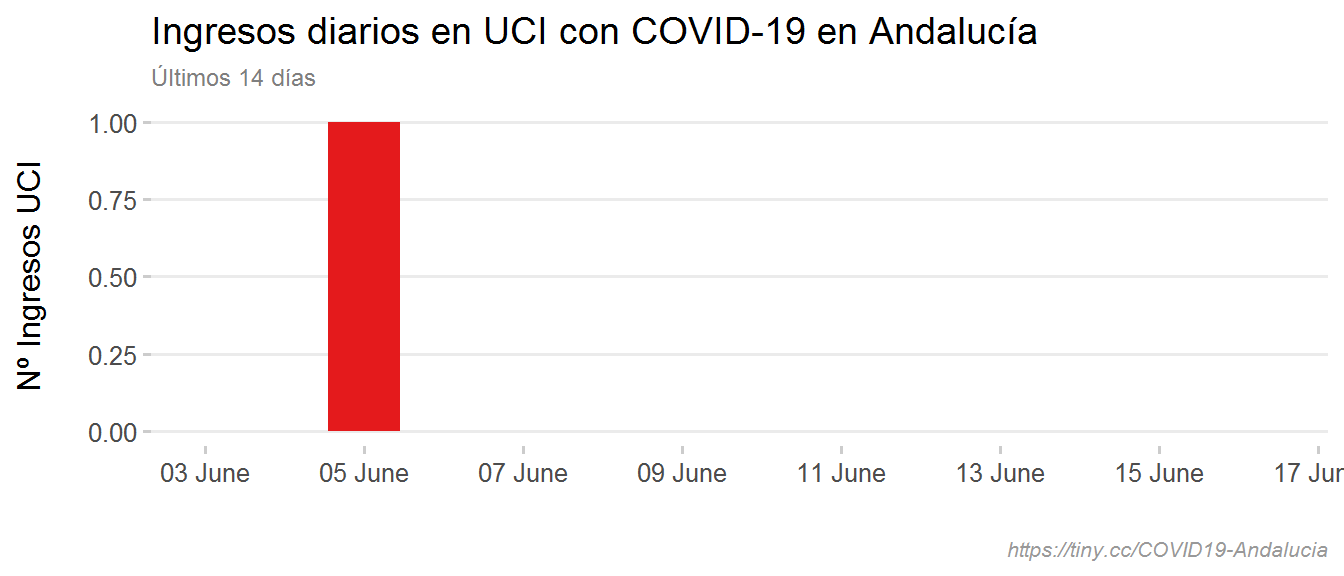 Ingresos diarios en UCI con COVID-19 en Andalucía
Últimos 14 días
Nº Ingresos UCI
1.00
0.75
0.50
0.25
0.00
03 June 05 June 07 June 09 June 11 June 13 June 15 June 17 Jun
https://tiny.cc/COVID19-Andalucia